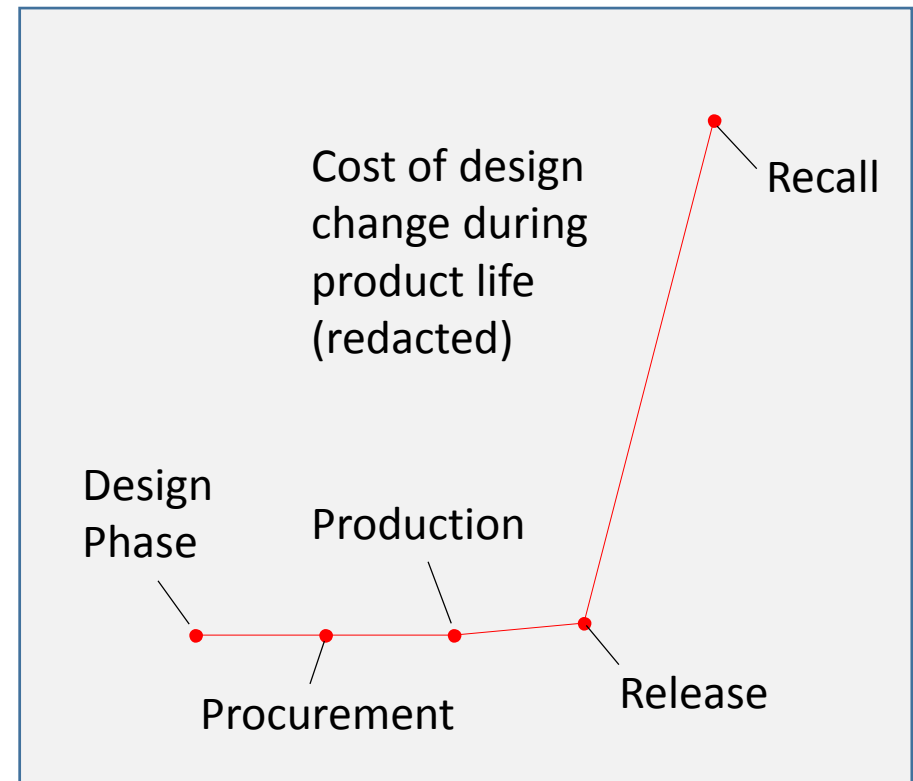 Cost of design
change during
product life
(redacted)
Recall
Design
Phase
Production
Procurement
Release